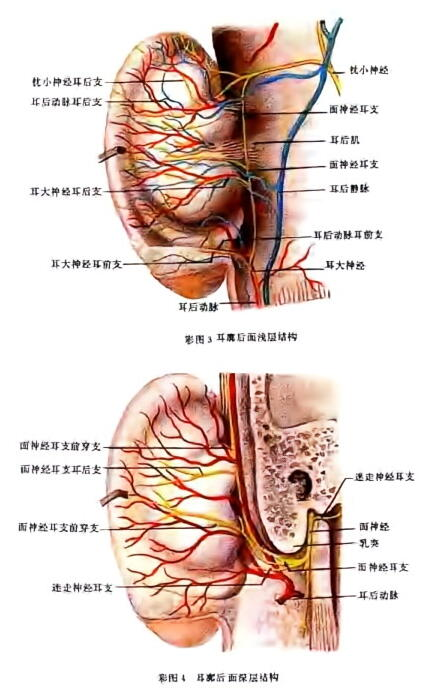 枕小神经耳后支
枕小神经
耳后动脉耳后支
面神经耳支
耳后肌
面神经耳支
耳大神经耳后支
耳后静脉
耳后动脉耳前支
耳大神经耳前支
耳大神经
耳后动脉
彩图3 耳廓后面浅层结构
面神经耳支前穿支
面神经耳支耳后支
迷走神经耳支
面神经耳支前穿支
面神经
乳突
面神经耳支
迷走神经耳支
耳后动脉
彩图4 耳廓后面深层结构